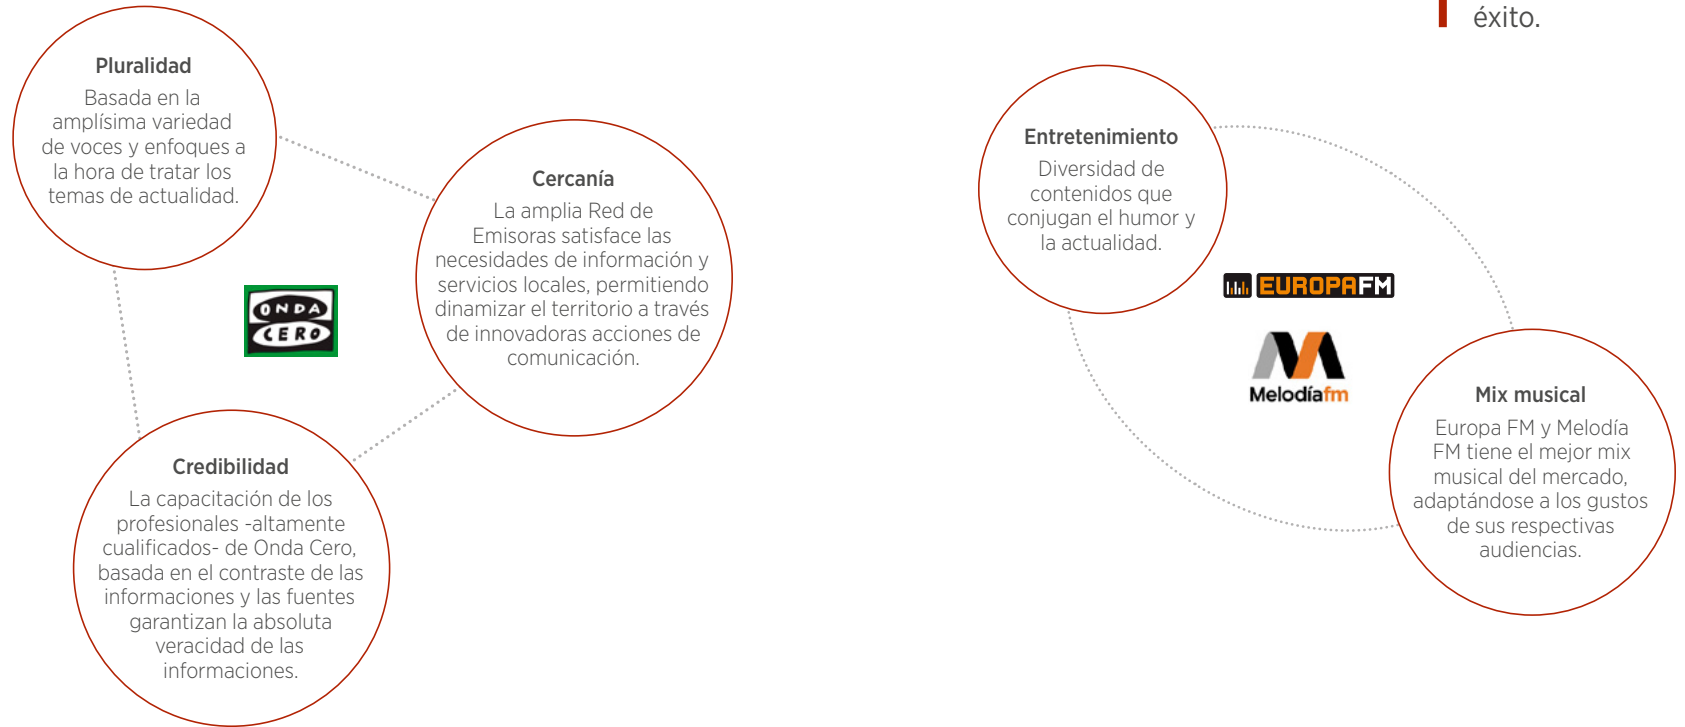 éxito.
Pluralidad
Basada en la
amplísima variedad
de voces y enfoques a
la hora de tratar los
temas de actualidad.
Cercanía
La amplia Red de
Emisoras satisface las
necesidades de información y
servicios locales, permitiendo
dinamizar el territorio a través
de innovadoras acciones de
comunicación.
ONDA
CERO
Credibilidad
La capacitación de los
profesionales -altamente
cualificados- de Onda Cero,
basada en el contraste de las
informaciones y las fuentes
garantizan la absoluta
veracidad de las
informaciones.
Entretenimiento
Diversidad de
contenidos que
conjugan el humor y
la actualidad.
EUROPAFM
Melodíafm
Mix musical
Europa FM y Melodía
FM tiene el mejor mix
musical del mercado,
adaptándose a los gustos
de sus respectivas
audiencias.